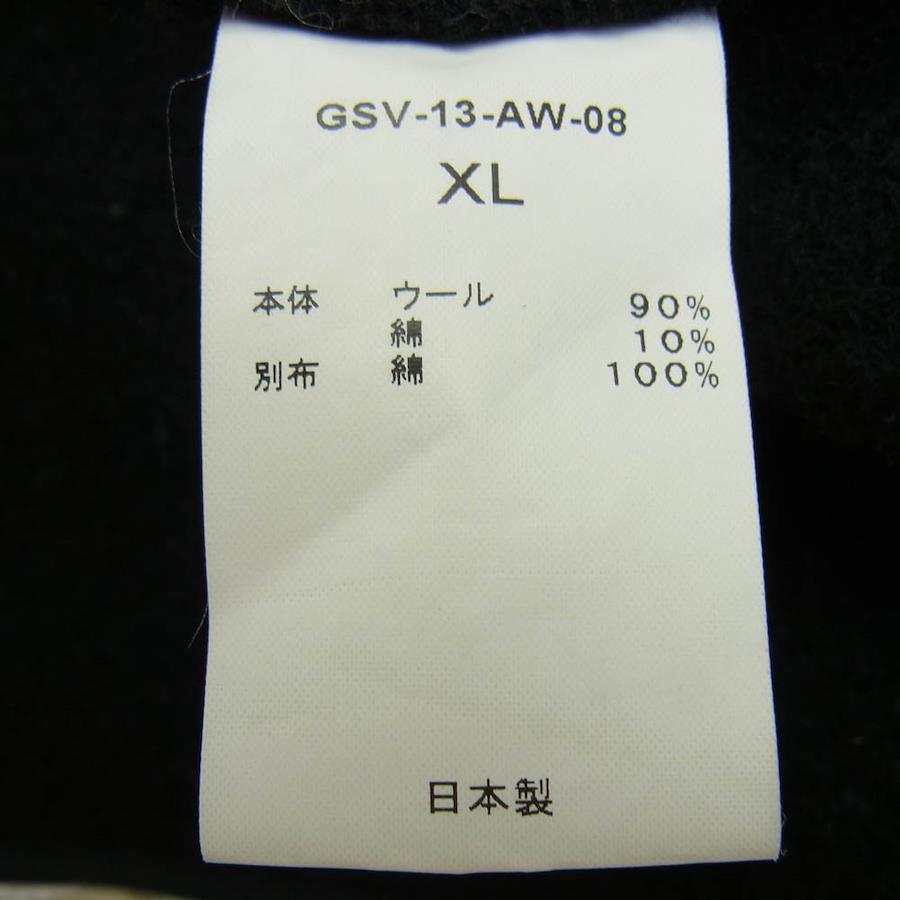 GSV-13-AW-08
XL
本体 ウール 90%
綿 10%
別布 綿 100%
日本製